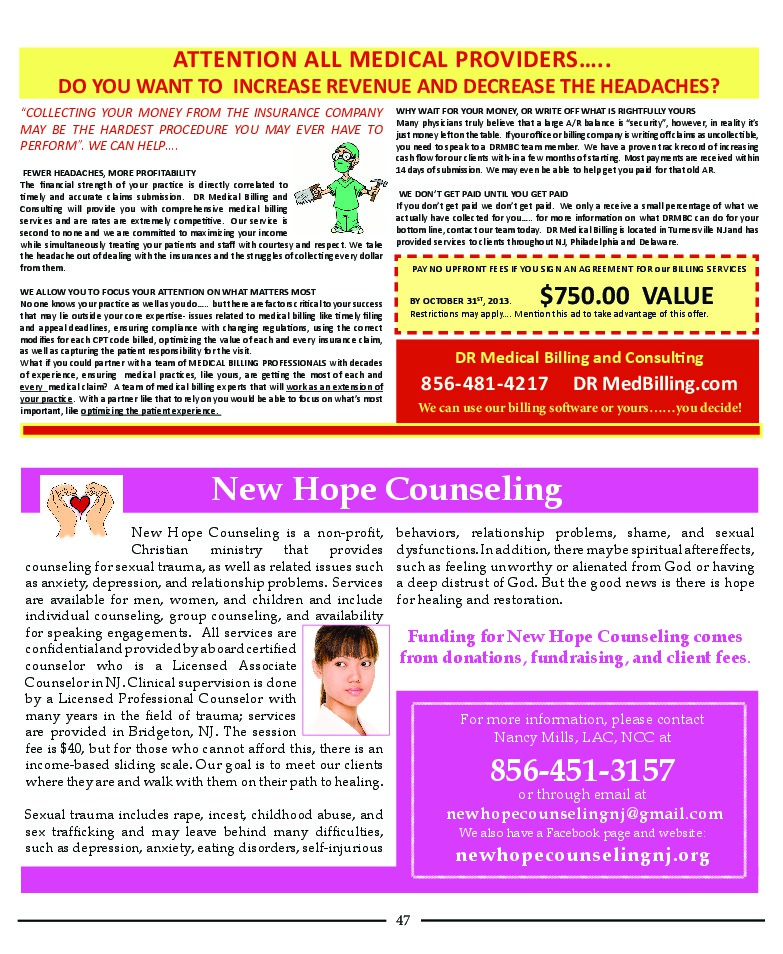 ATTENTION ALL MEDICAL PROVIDERS…..
DO YOU WANT TO INCREASE REVENUE AND DECREASE THE HEADACHES?
“COLLECTING YOUR MONEY FROM THE INSURANCE COMPANY
MAY BE THE HARDEST PROCEDURE YOU MAY EVER HAVE TO
PERFORM”. WE CAN HELP….
FEWER HEADACHES, MORE PROFITABILITY
The financial strength of your practice is directly correlated to
timely and accurate claims submission. DR Medical Billing and
Consulting will provide you with comprehensive medical billing
services and are rates are extremely competitive. Our service is
second to none and we are committed to maximizing your income
while simultaneously treating your patients and staff with courtesy and respect. We take
the headache out of dealing with the insurances and the struggles of collecting every dollar
from them.
WE ALLOW YOU TO FOCUS YOUR ATTENTION ON WHAT MATTERS MOST
No one knows your practice as well as you do….. but there are factors critical to your success
that may lie outside your core expertise- issues related to medical billing like timely filing
and appeal deadlines, ensuring compliance with changing regulations, using the correct
modifies for each CPT code billed, optimizing the value of each and every insurance claim,
as well as capturing the patient responsibility for the visit.
What if you could partner with a team of MEDICAL BILLING PROFESSIONALS with decades
of experience, ensuring medical practices, like yours, are getting the most of each and
every medical claim? A team of medical billing experts that will work as an extension of
your practice. With a partner like that to rely on you would be able to focus on what’s most
important, like optimizing the patient experience.
WHY WAIT FOR YOUR MONEY, OR WRITE OFF WHAT IS RIGHTFULLY YOURS
Many physicians truly believe that a large A/R balance is “security”, however, in reality it’s
just money left on the table. If your office or billing company is writing off claims as uncollectible,
you need to speak to a DRMBC team member. We have a proven track record of increasing
cash flow for our clients with-in a few months of starting. Most payments are received within
14 days of submission. We may even be able to help get you paid for that old AR.
WE DON’T GET PAID UNTIL YOU GET PAID
If you don’t get paid we don’t get paid. We only a receive a small percentage of what we
actually have collected for you..... for more information on what DRMBC can do for your
bottom line, contact our team today. DR Medical Billing is located in Turnersville NJ and has
provided services to clients throughout NJ, Philadelphia and Delaware.
PAY NO UPFRONT FEES IF YOU SIGN AN AGREEMENT FOR our BILLING SERVICES
BY OCTOBER 31ST, 2013. $750.00 VALUE
Restrictions may apply…. Mention this ad to take advantage of this offer.
DR Medical Billing and Consulting
856-481-4217 DR MedBilling.com
We can use our billing software or yours……you decide!
New Hope Counseling
New Hope Counseling is a non-profit,
Christian ministry that provides
counseling for sexual trauma, as well as related issues such
as anxiety, depression, and relationship problems. Services
are available for men, women, and children and include
individual counseling, group counseling, and availability
for speaking engagements. All services are
confidential and provided by a board certified
counselor who is a Licensed Associate
Counselor in NJ. Clinical supervision is done
by a Licensed Professional Counselor with
many years in the field of trauma; services
are provided in Bridgeton, NJ. The session
fee is $40, but for those who cannot afford this, there is an
income-based sliding scale. Our goal is to meet our clients
where they are and walk with them on their path to healing.
Sexual trauma includes rape, incest, childhood abuse, and
sex trafficking and may leave behind many difficulties,
such as depression, anxiety, eating disorders, self-injurious
behaviors, relationship problems, shame, and sexual
dysfunctions. In addition, there may be spiritual aftereffects,
such as feeling unworthy or alienated from God or having
a deep distrust of God. But the good news is there is hope
for healing and restoration.
Funding for New Hope Counseling comes
from donations, fundraising, and client fees.
For more information, please contact
Nancy Mills, LAC, NCC at
856-451-3157
or through email at
newhopecounselingnj@gmail.com
We also have a Facebook page and website:
newhopecounselingnj.org
47